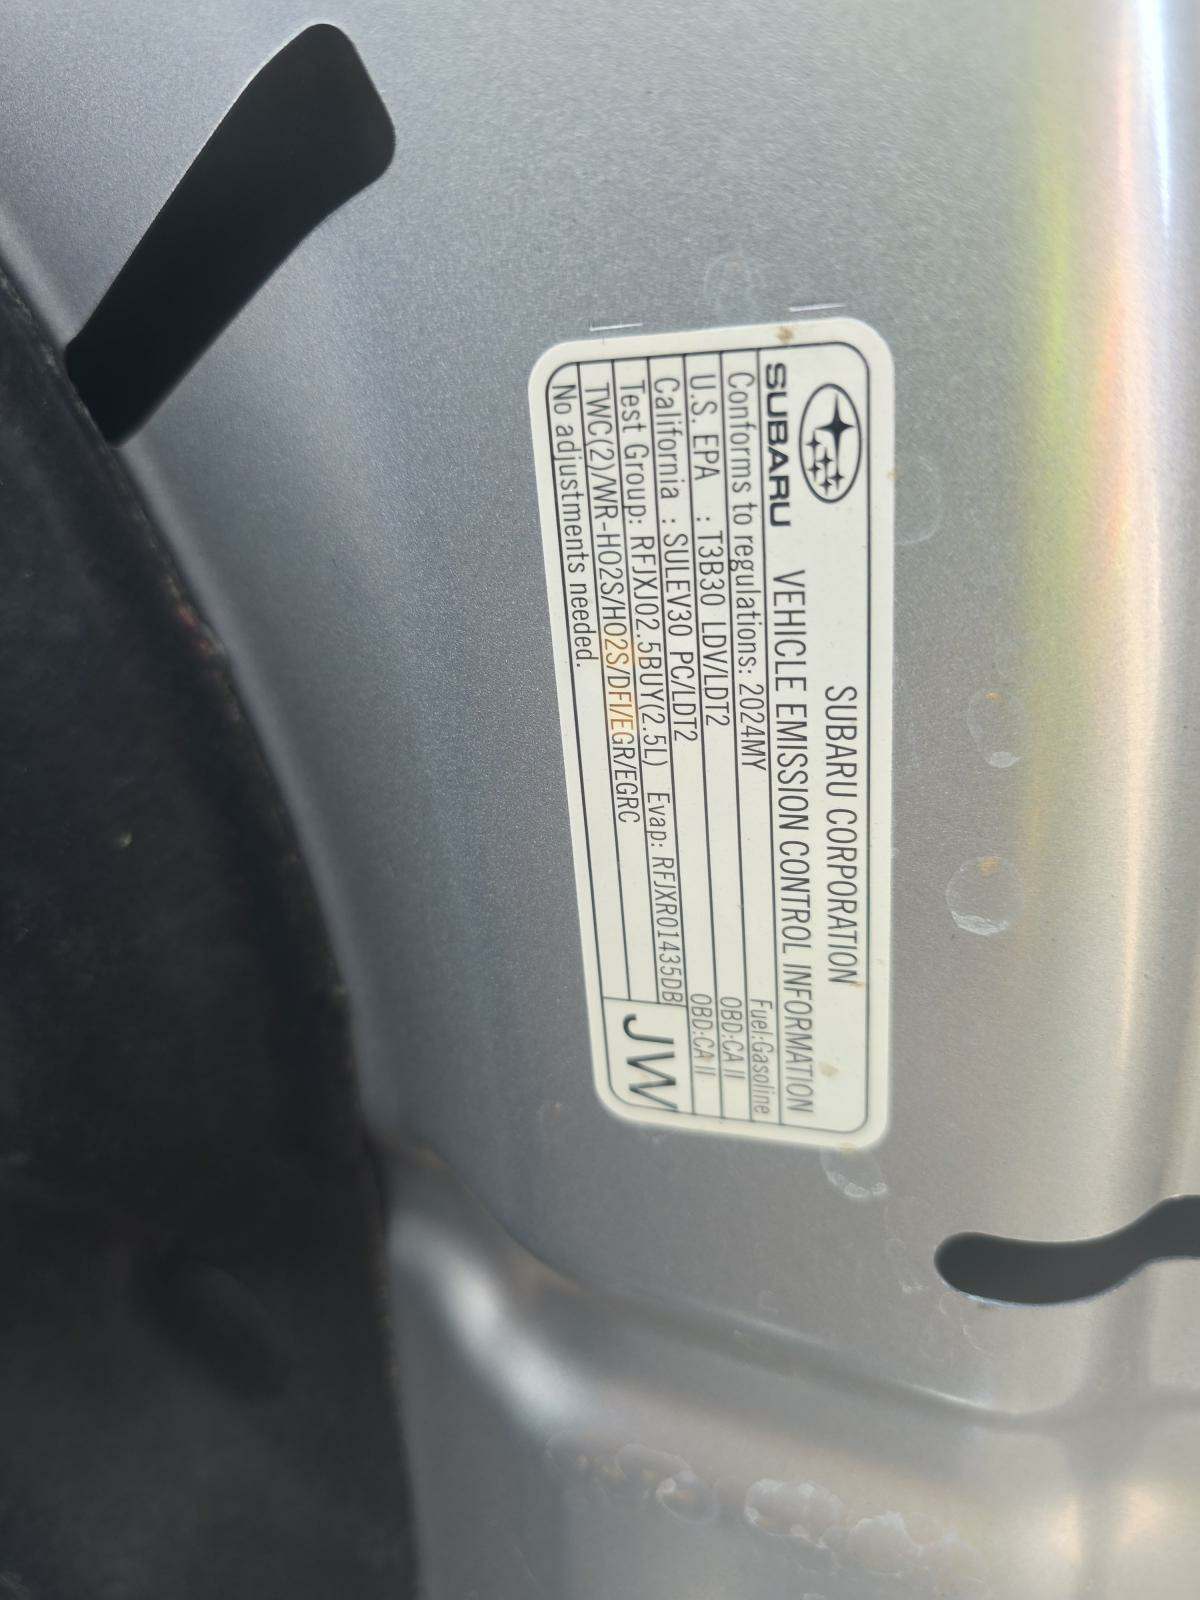 SUBARU CORPORATION
SUBARU VEHICLE EMISSION CONTROL INFORMATION
Conforms to regulations: 2024MY Fuel:Gasoline
U.S. EPA : T3B30 LDV/LDT2 OBD:CA II
California : SULEV30 PC/LDT2 OBD:CA II
Test Group: RFJXJ02.5BUY(2.5L) Evap: RFJXR01435DB
TWC(2)/WR-HO2S/HO2S/DFI/EGR/EGRC
No adjustments needed.
JW